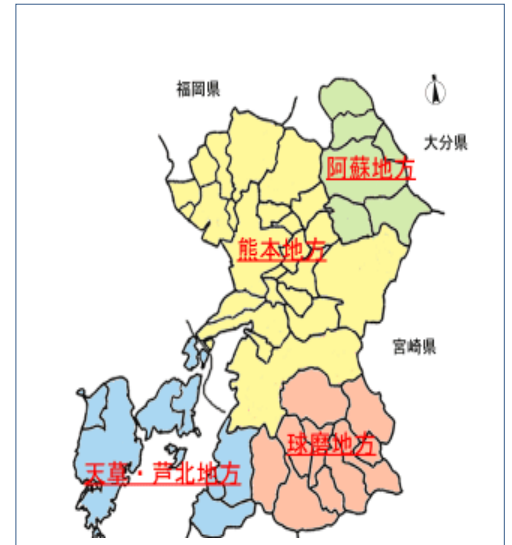 福岡県
大分県
阿蘇地方
熊本地方
宮崎県
球磨地方
天草・芦北地方